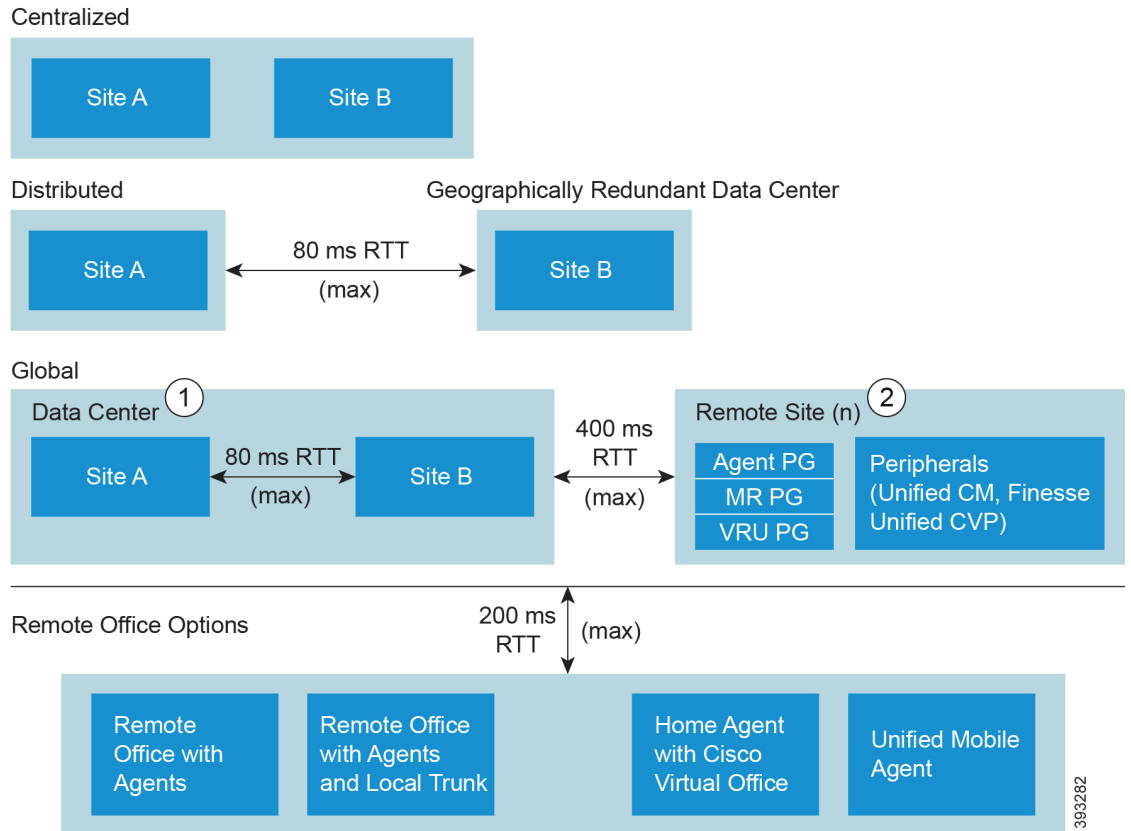 Centralized
Site A
Site B
Distributed
Geographically Redundant Data Center
Site A
80 ms RTT
(max)
Site B
Global
Data Center
1
Site A
80 ms RTT
(max)
Site B
400 ms
RTT
(max)
Remote Site (n)
2
Agent PG
MR PG
VRU PG
Peripherals
(Unified CM, Finesse
Unified CVP)
Remote Office Options
200 ms
RTT
(max)
Remote
Office with
Agents
Remote Office
with Agents
and Local Trunk
Home Agent
with Cisco
Virtual Office
Unified Mobile
Agent
393282